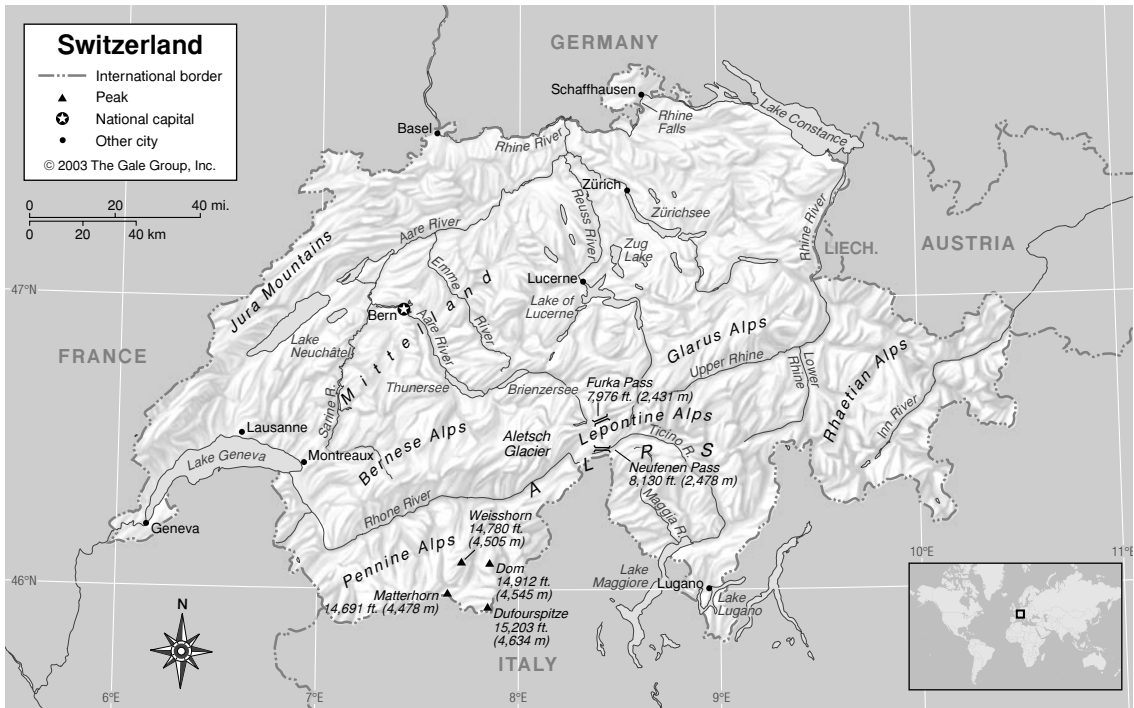 Switzerland
International border
Peak
National capital
Other city
© 2003 The Gale Group, Inc.
0 20 40 mi.
0 20 40 km
GERMANY
Schaffhausen
Rhine
Falls
Lake Constance
Basel
Rhine River
Zürich
Zürichsee
Reuss River
Aare River
Rhine River
Zug
Lake
LIECH.
AUSTRIA
Jura Mountains
Emme
River
Lucerne
Lake of
Lucerne
47°N
47°N
Bern
Aare River
Mittelland
Lake
Neuchâtel
FRANCE
Glarus Alps
Upper Rhine
Lower
Rhine
Rhaetian Alps
Inn River
Sarine R.
Thunersee
Brienzersee
Furka Pass
7,976 ft. (2,431 m)
Lepontine Alps
Lausanne
Lake Geneva
Montreaux
Bernese Alps
Aletsch
Glacier
Ticino R.
ALPS
Neufenen Pass
8,130 ft. (2,478 m)
Rhone River
Maggia R.
Geneva
Weisshorn
14,780 ft.
(4,505 m)
Pennine Alps
Dom
14,912 ft.
(4,545 m)
Matterhorn
14,691 ft. (4,478 m)
Dufourspitze
15,203 ft.
(4,634 m)
Lake
Maggiore
Lugano
Lake
Lugano
46°N
46°N
N
ITALY
6°E
7°E
8°E
9°E
10°E
11°E